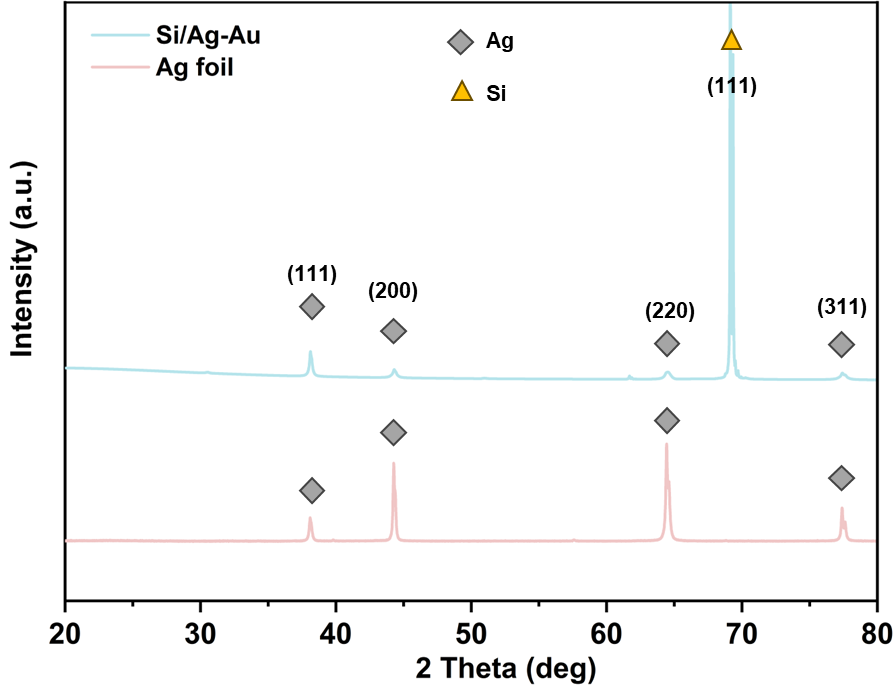 Si/Ag-Au
Ag foil
Ag
Si
(111)
(111)
(200)
(220)
(311)
Intensity (a.u.)
20 30 40 50 60 70 80
2 Theta (deg)